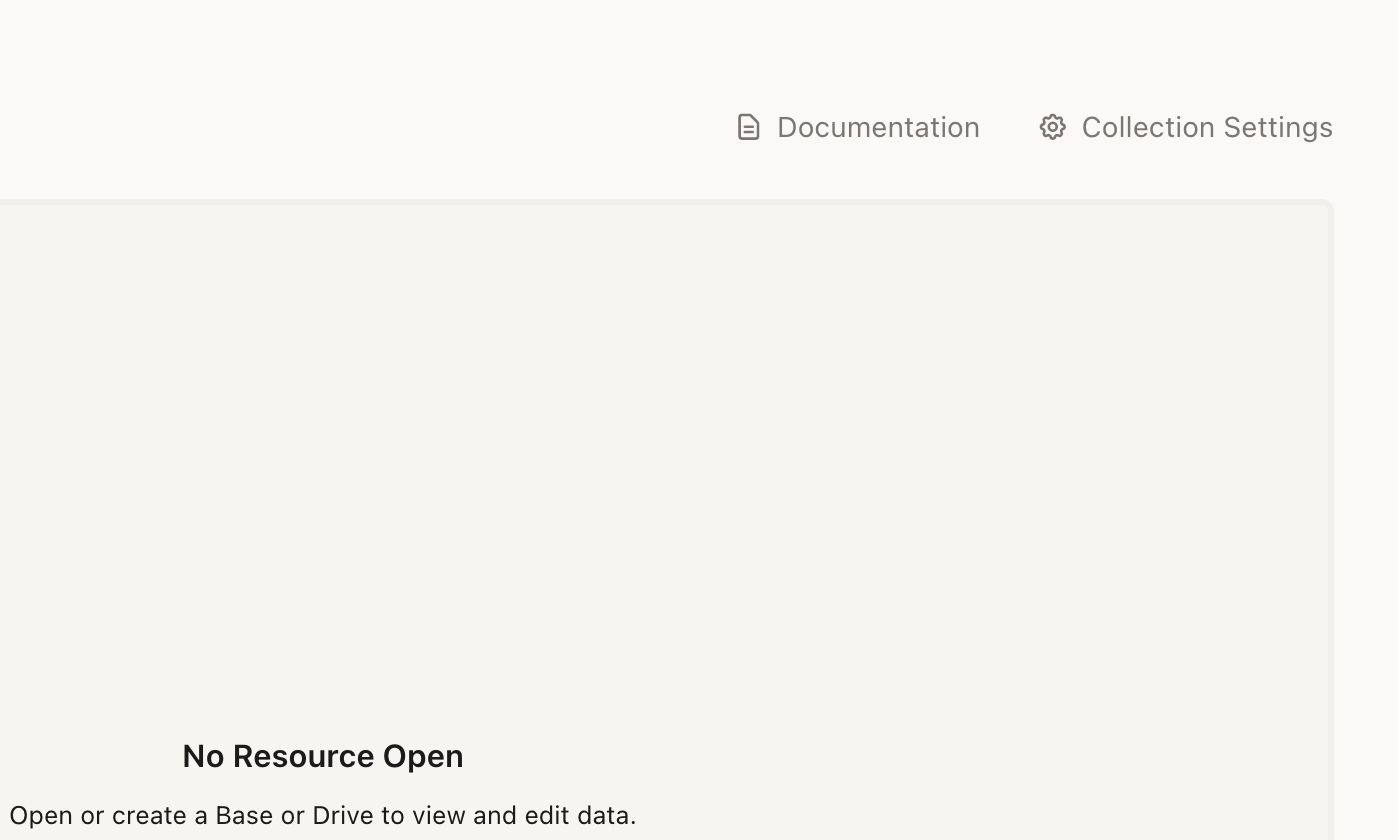 Documentation
Collection Settings
No Resource Open
Open or create a Base or Drive to view and edit data.